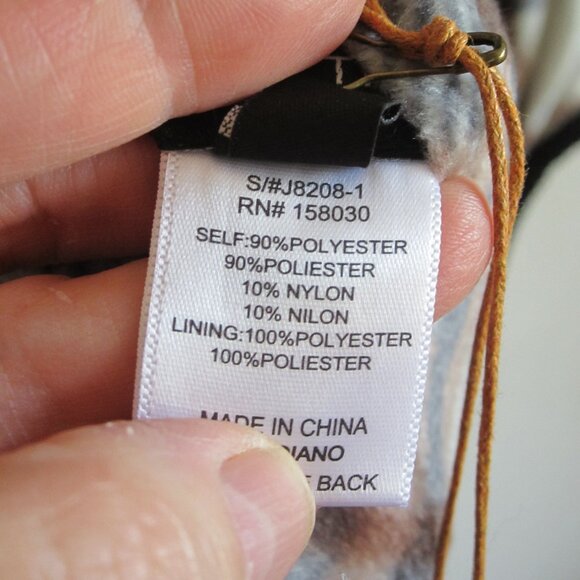 S/#J8208-1
RN# 158030
SELF:90%POLYESTER
90%POLIESTER
10% NYLON
10% NILON
LINING:100%POLYESTER
100%POLIESTER
MADE IN CHINA
BACK